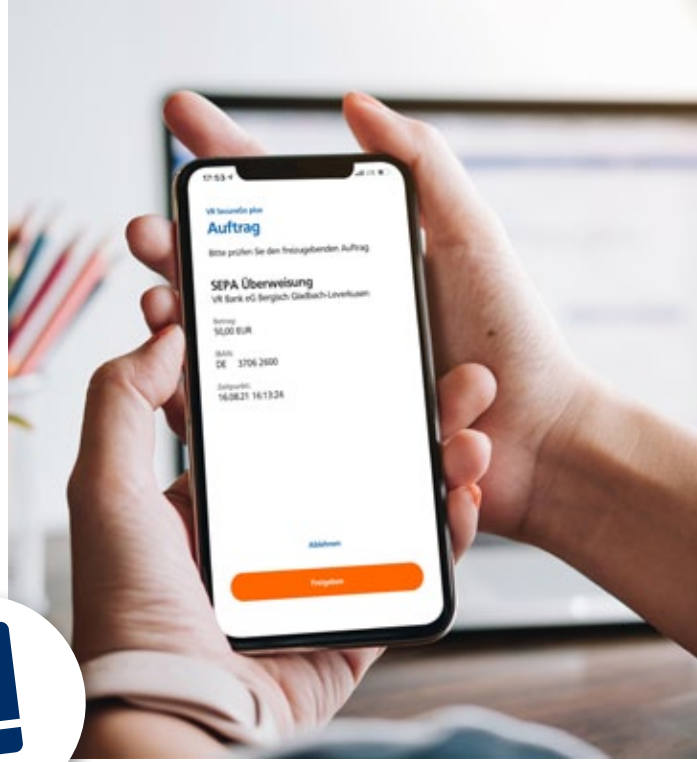 17:53
VR SecureGo plus
Auftrag
Bitte prüfen Sie den freizugebenden Auftrag
SEPA Überweisung
VR Bank eG Bergisch Gladbach-Leverkusen
Betrag:
50,00 EUR
IBAN:
DE 3706 2600
Zeitpunkt:
16.08.21 16:13:24
Ablehnen
Freigeben